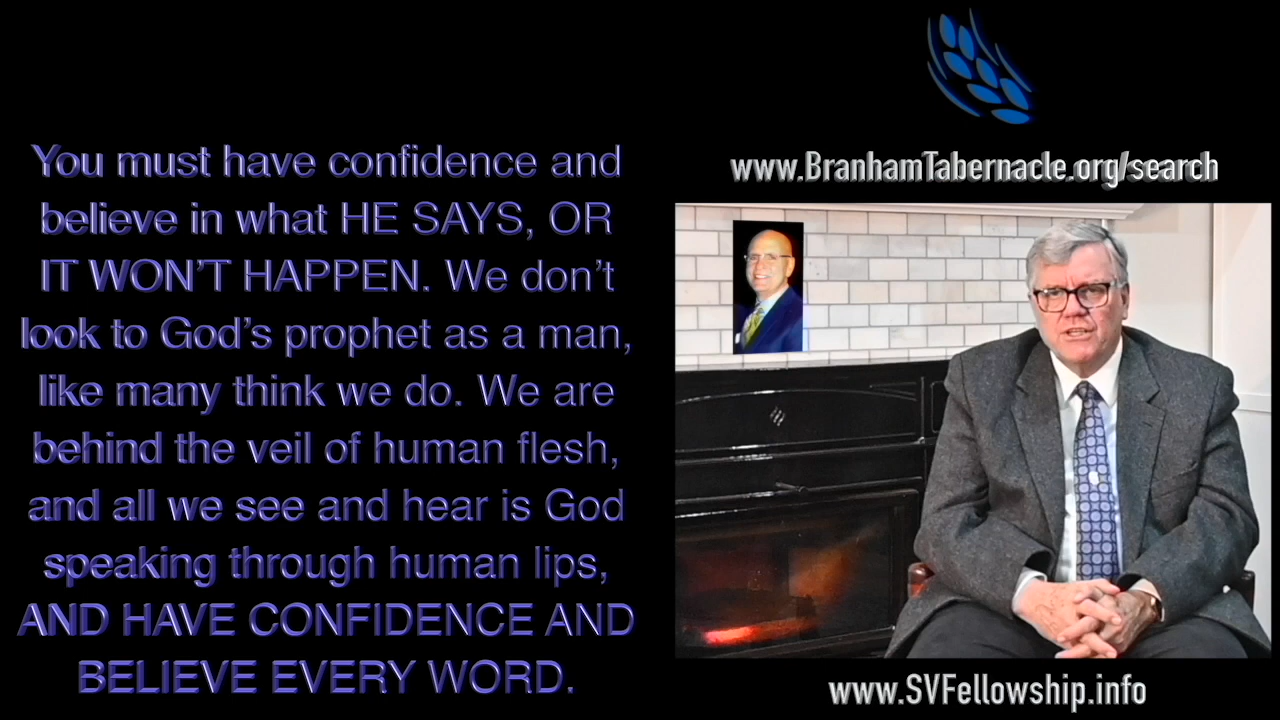 You must have confidence and
believe in what HE SAYS, OR
IT WON'T HAPPEN. We don't
look to God's prophet as a man,
like many think we do. We are
behind the veil of human flesh,
and all we see and hear is God
speaking through human lips,
AND HAVE CONFIDENCE AND
BELIEVE EVERY WORD.
www.BranhamTabernacle.org/search
www.SVFellowship.info